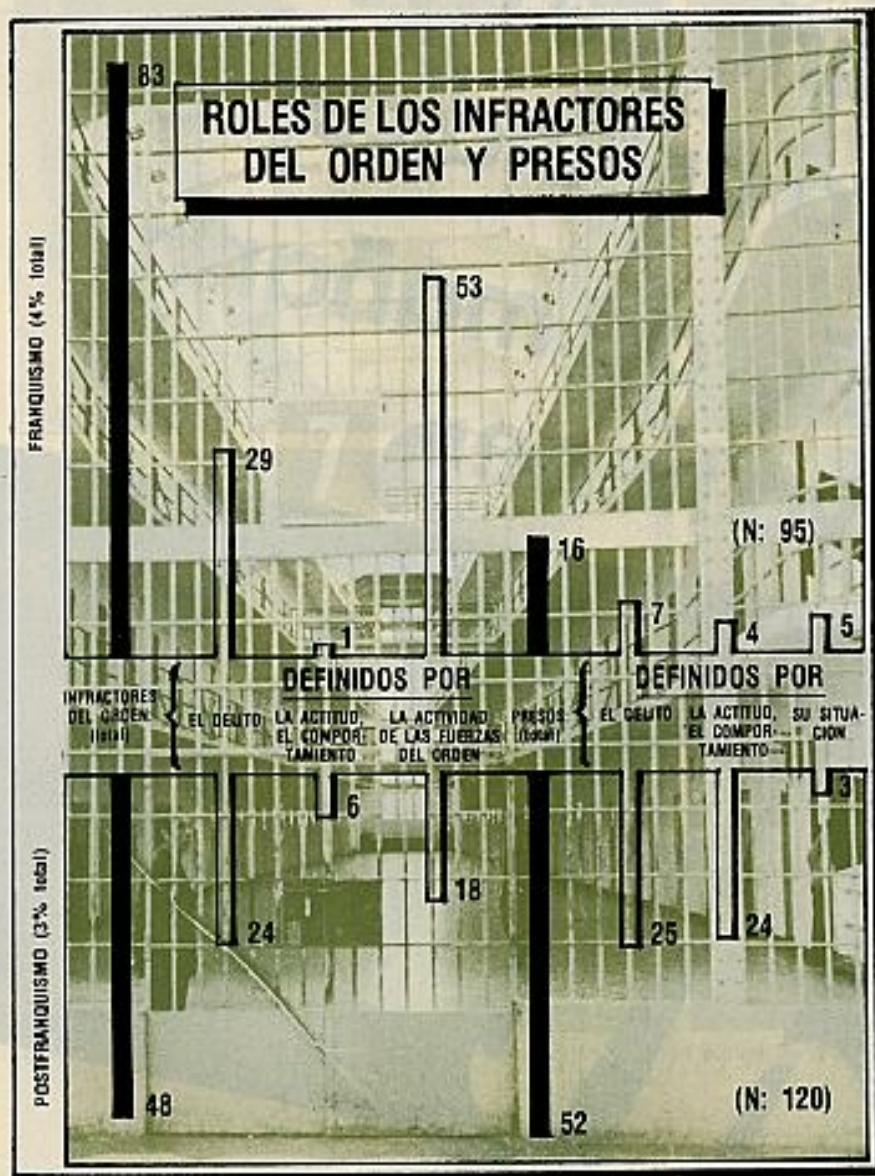 ROLES DE LOS INFRACTORES
DEL ORDEN Y PRESOS
FRANQUISMO (4% total)
83
29
1
53
16
7
4
5
(N: 95)
INFRACTORES
DEL ORDEN
(total)
DEFINIDOS POR
EL DELITO
LA ACTITUD,
EL COMPOR-
TAMIENTO
LA ACTIVIDAD
DE LAS FUERZAS
DEL ORDEN
PRESOS
(total)
DEFINIDOS POR
EL DELITO
LA ACTITUD,
EL COMPOR-
TAMIENTO
SU SITUA-
CION
POSTFRANQUISMO (3% total)
48
24
6
18
52
25
24
3
(N: 120)